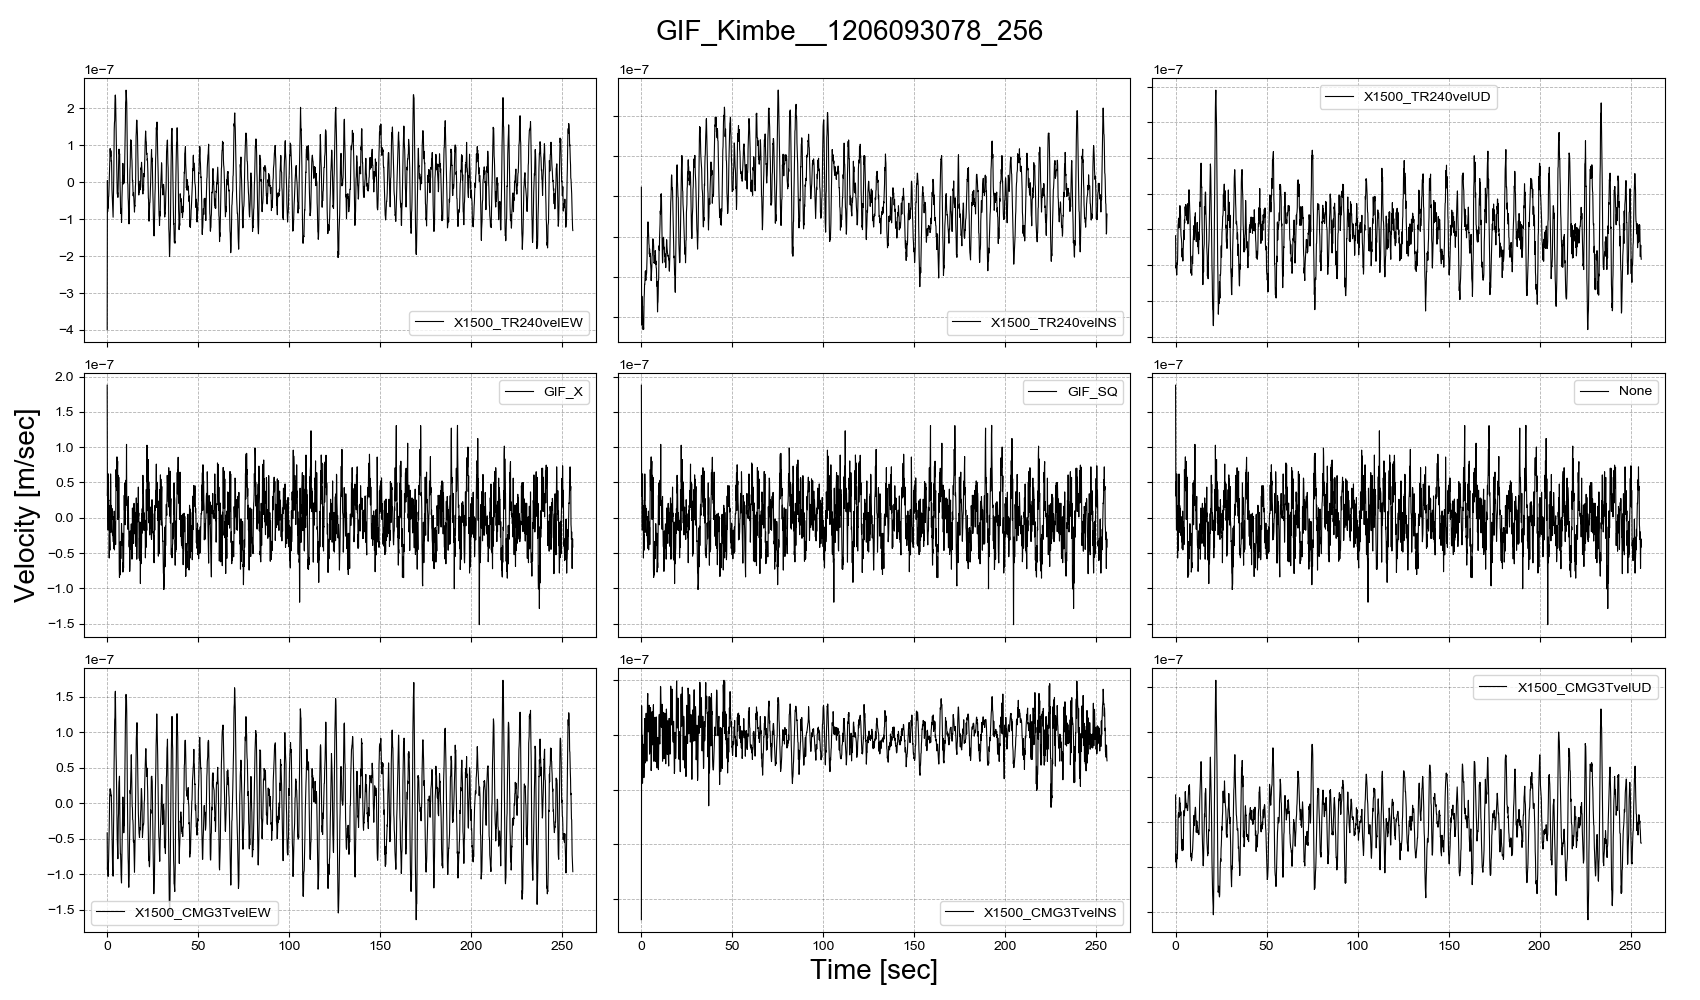 GIF_Kimbe__1206093078_256
1e−7 1e−7 1e−7
2
1
0
−1
−2
−3
−4
X1500_TR240velEW
X1500_TR240velNS
X1500_TR240velUD
1e−7 1e−7 1e−7
2.0
1.5
1.0
0.5
0.0
−0.5
−1.0
−1.5
GIF_X
GIF_SQ
None
Velocity [m/sec]
1e−7 1e−7
1.5
1.0
0.5
0.0
−0.5
−1.0
−1.5
X1500_CMG3TvelEW
X1500_CMG3TvelNS
X1500_CMG3TvelUD
1e−7
0 50 100 150 200 250
0 50 100 150 200 250
0 50 100 150 200 250
Time [sec]